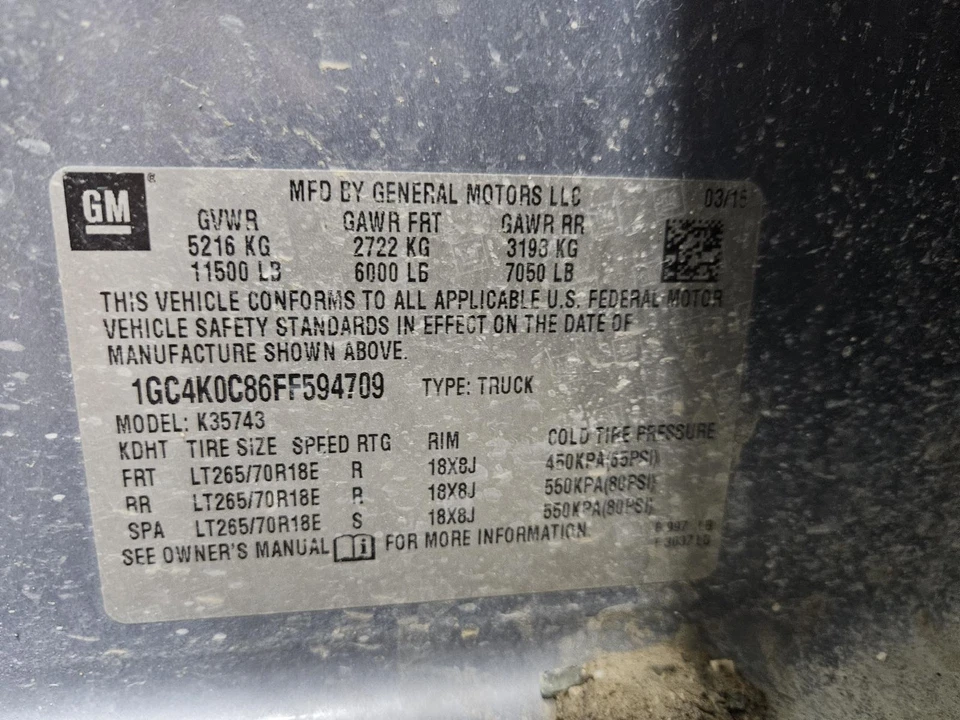 GM ®
MFD BY GENERAL MOTORS LLC 03/15
GVWR GAWR FRT GAWR RR
5216 KG 2722 KG 3193 KG
11500 LB 6000 LB 7050 LB
THIS VEHICLE CONFORMS TO ALL APPLICABLE U.S. FEDERAL MOTOR
VEHICLE SAFETY STANDARDS IN EFFECT ON THE DATE OF
MANUFACTURE SHOWN ABOVE.
1GC4K0C86FF594709 TYPE: TRUCK
MODEL: K35743
KDHT TIRE SIZE SPEED RTG RIM COLD TIRE PRESSURE
FRT LT265/70R18E R 18X8J 450KPA(65PSI)
RR LT265/70R18E R 18X8J 550KPA(80PSI)
SPA LT265/70R18E S 18X8J 550KPA(80PSI)
SEE OWNER'S MANUAL FOR MORE INFORMATION.